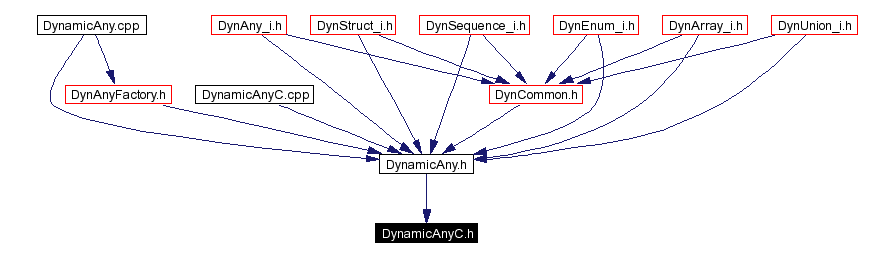 DynamicAny.cpp
DynAny_i.h
DynStruct_i.h
DynSequence_i.h
DynEnum_i.h
DynArray_i.h
DynUnion_i.h
DynAnyFactory.h
DynamicAnyC.cpp
DynCommon.h
DynamicAny.h
DynamicAnyC.h